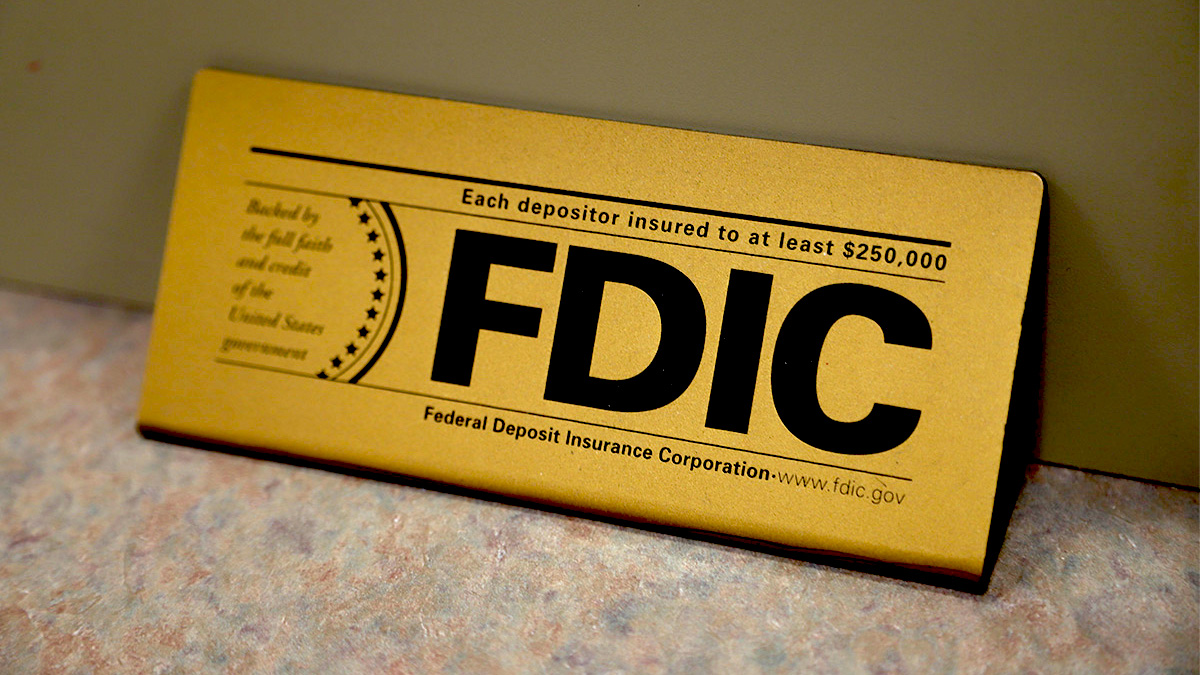 Each depositor insured to at least $250,000
Backed by
the full faith
and credit
of the
United States
government
FDIC
Federal Deposit Insurance Corporation·www.fdic.gov